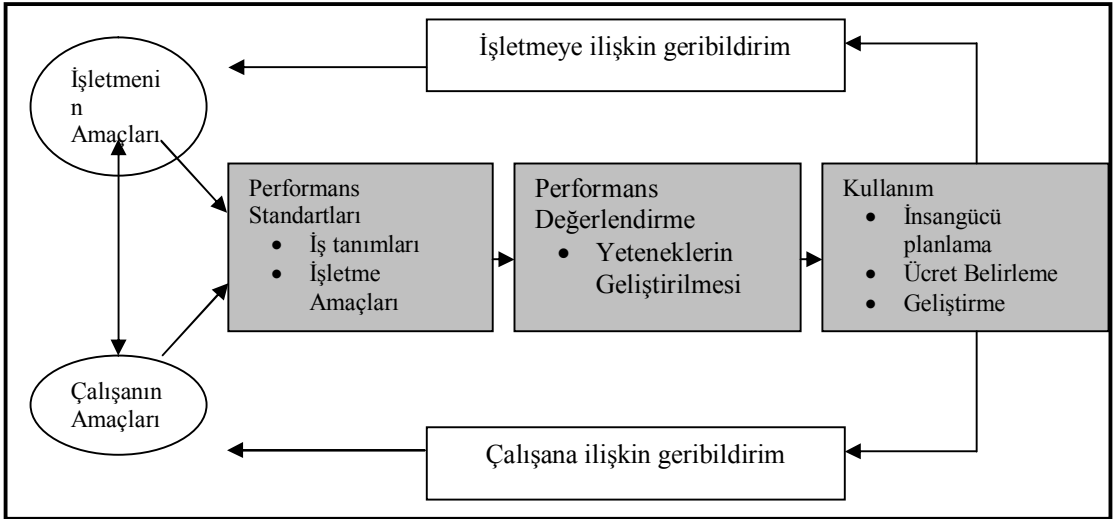 İşletmeye ilişkin geribildirim
İşletmeni
n
Amaçları
Performans
Standartları
• İş tanımları
• İşletme
Amaçları
Performans
Değerlendirme
• Yeteneklerin
Geliştirilmesi
Kullanım
• İnsangücü
planlama
• Ücret Belirleme
• Geliştirme
Çalışanın
Amaçları
Çalışana ilişkin geribildirim